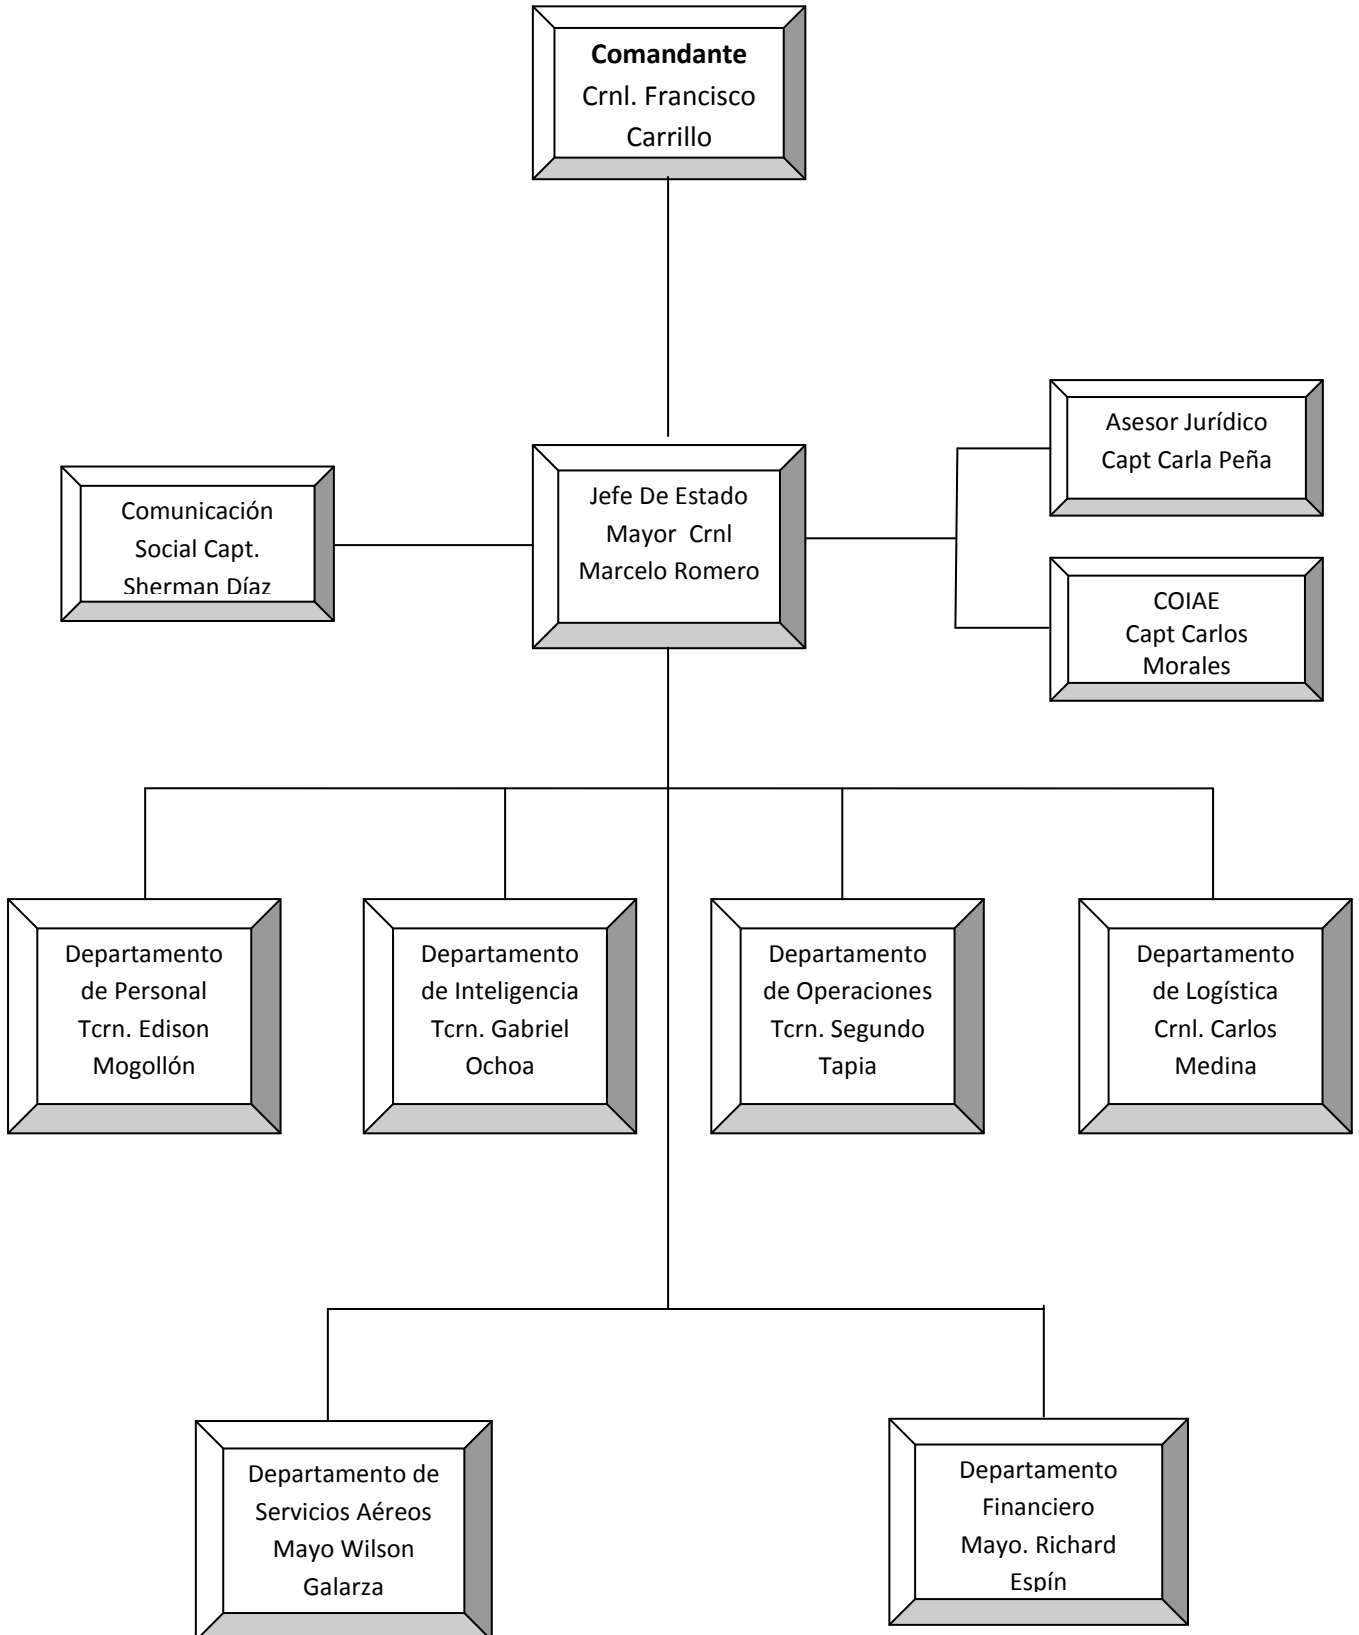 Comandante
Crnl. Francisco
Carrillo
Asesor Jurídico
Capt Carla Peña
Comunicación
Social Capt.
Sherman Díaz
Jefe De Estado
Mayor  Crnl
Marcelo Romero
COIAE
Capt Carlos
Morales
Departamento
de Personal
Tcrn. Edison
Mogollón
Departamento
de Inteligencia
Tcrn. Gabriel
Ochoa
Departamento
de Operaciones
Tcrn. Segundo
Tapia
Departamento
de Logística
Crnl. Carlos
Medina
Departamento de
Servicios Aéreos
Mayo Wilson
Galarza
Departamento
Financiero
Mayo. Richard
Espín